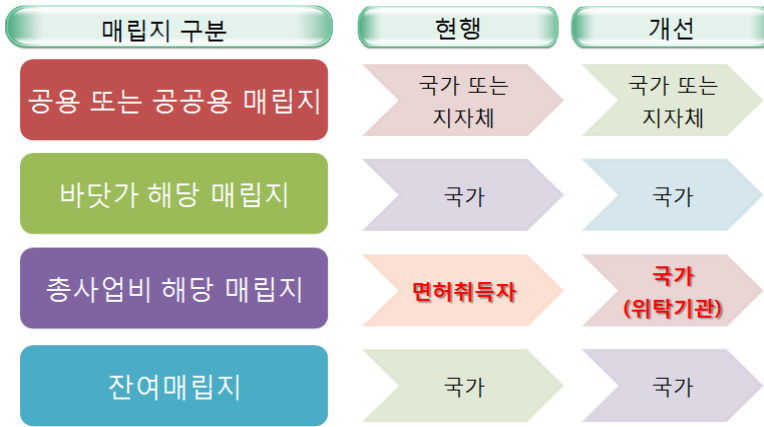 매립지 구분
현행
개선
공용 또는 공공용 매립지
국가 또는
지자체
국가 또는
지자체
바닷가 해당 매립지
국가
국가
총사업비 해당 매립지
면허취득자
국가
(위탁기관)
잔여매립지
국가
국가